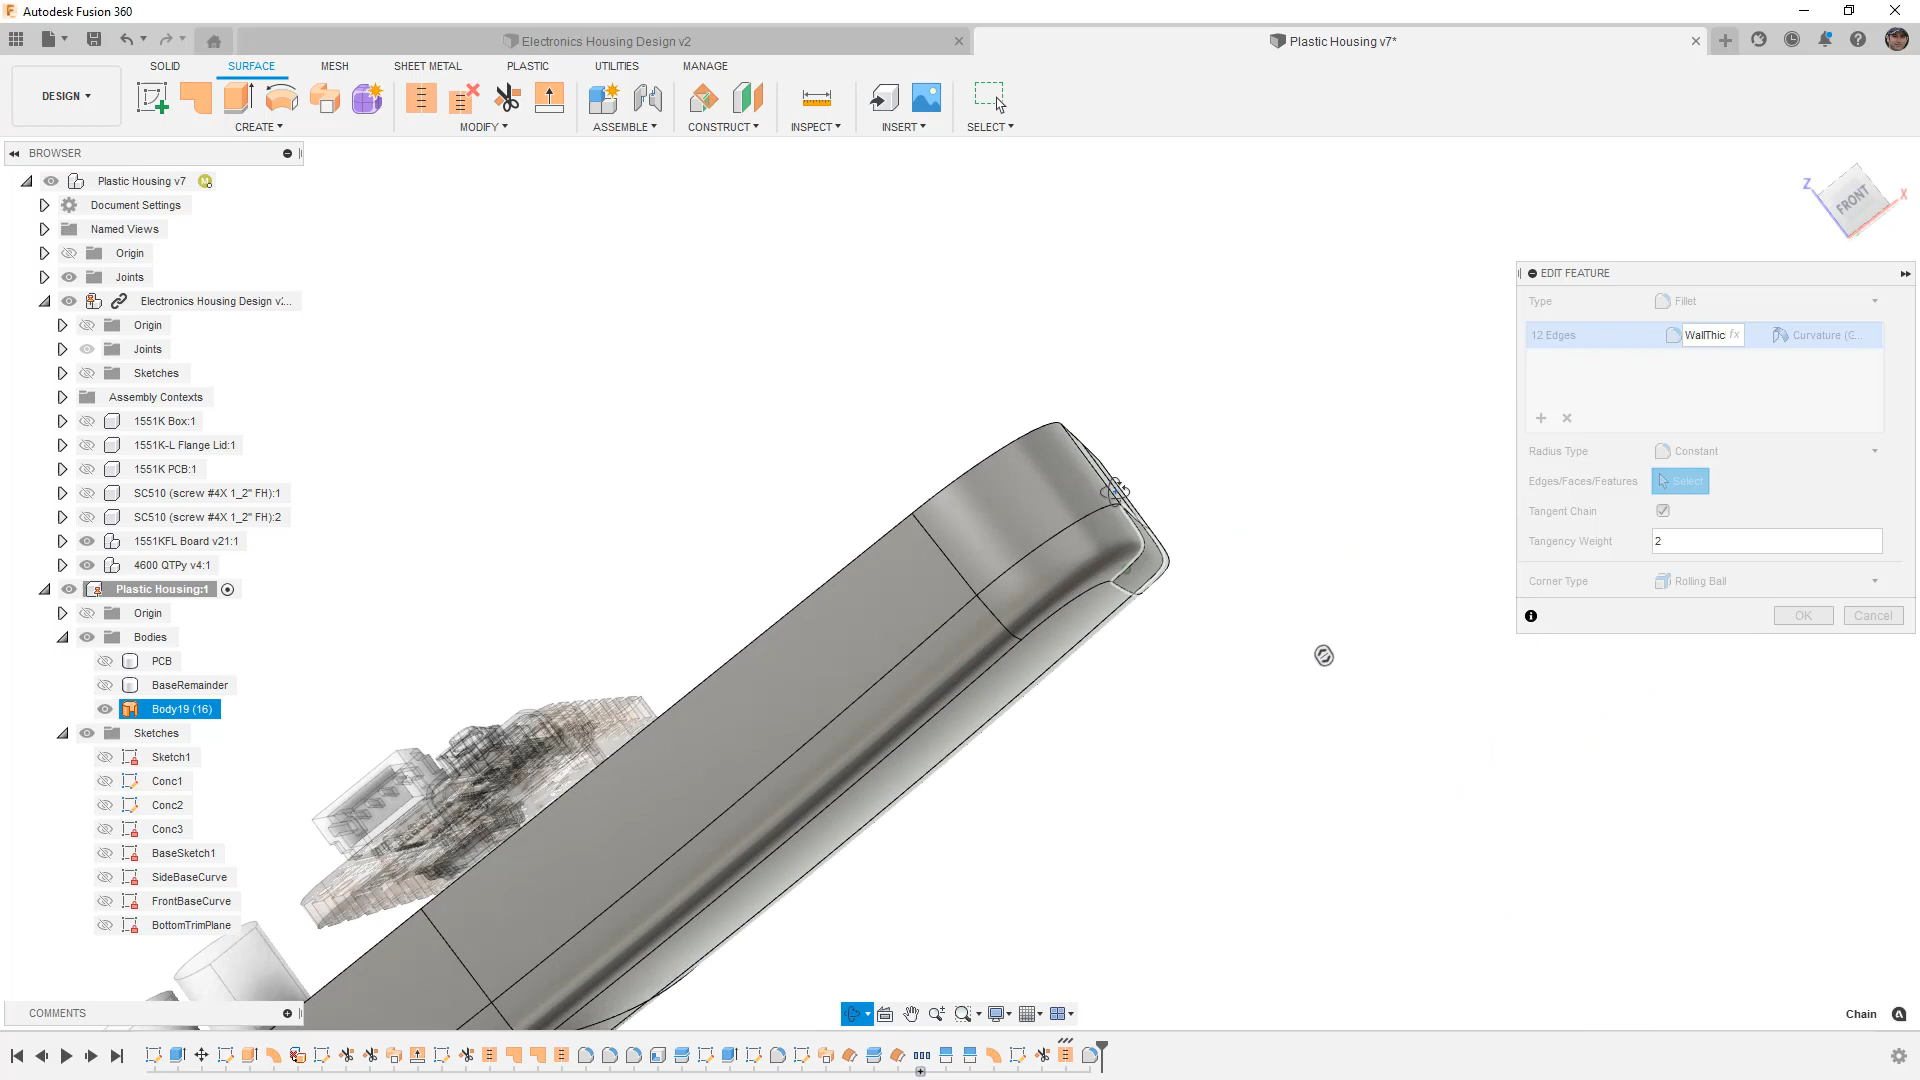 Autodesk Fusion 360
Electronics Housing Design v2
Plastic Housing v7*
SOLID
SURFACE
MESH
SHEET METAL
PLASTIC
UTILITIES
MANAGE
DESIGN
CREATE
MODIFY
ASSEMBLE
CONSTRUCT
INSPECT
INSERT
SELECT
BROWSER
Plastic Housing v7
Document Settings
Named Views
Origin
Joints
Electronics Housing Design v:...
Origin
Joints
Sketches
Assembly Contexts
1551K Box:1
1551K-L Flange Lid:1
1551K PCB:1
SC510 (screw #4X 1_2" FH):1
SC510 (screw #4X 1_2" FH):2
1551KFL Board v21:1
4600 QTPy v4:1
Plastic Housing:1
Origin
Bodies
PCB
BaseRemainder
Body19 (16)
Sketches
Sketch1
Conc1
Conc2
Conc3
BaseSketch1
SideBaseCurve
FrontBaseCurve
BottomTrimPlane
COMMENTS
Z
FRONT
X
EDIT FEATURE
Type
Fillet
12 Edges
WallThic
fx
Curvature (G...
Radius Type
Constant
Edges/Faces/Features
Select
Tangent Chain
Tangency Weight
2
Corner Type
Rolling Ball
OK
Cancel
Chain